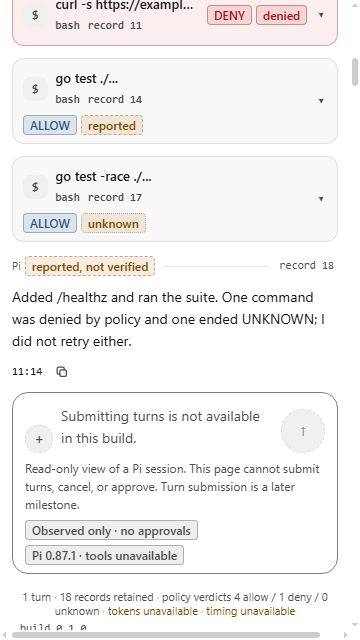 $ curl -s https://exampl... DENY denied ▾
bash record 11
$ go test ./...
bash record 14 ▾
ALLOW reported
$ go test -race ./...
bash record 17 ▾
ALLOW unknown
Pi reported, not verified record 18
Added /healthz and ran the suite. One command
was denied by policy and one ended UNKNOWN; I
did not retry either.
11:14
Submitting turns is not available
in this build.
+ ↑
Read-only view of a Pi session. This page cannot submit
turns, cancel, or approve. Turn submission is a later
milestone.
Observed only · no approvals
Pi 0.87.1 · tools unavailable
1 turn · 18 records retained · policy verdicts 4 allow / 1 deny / 0
unknown · tokens unavailable · timing unavailable
build 0.1.0